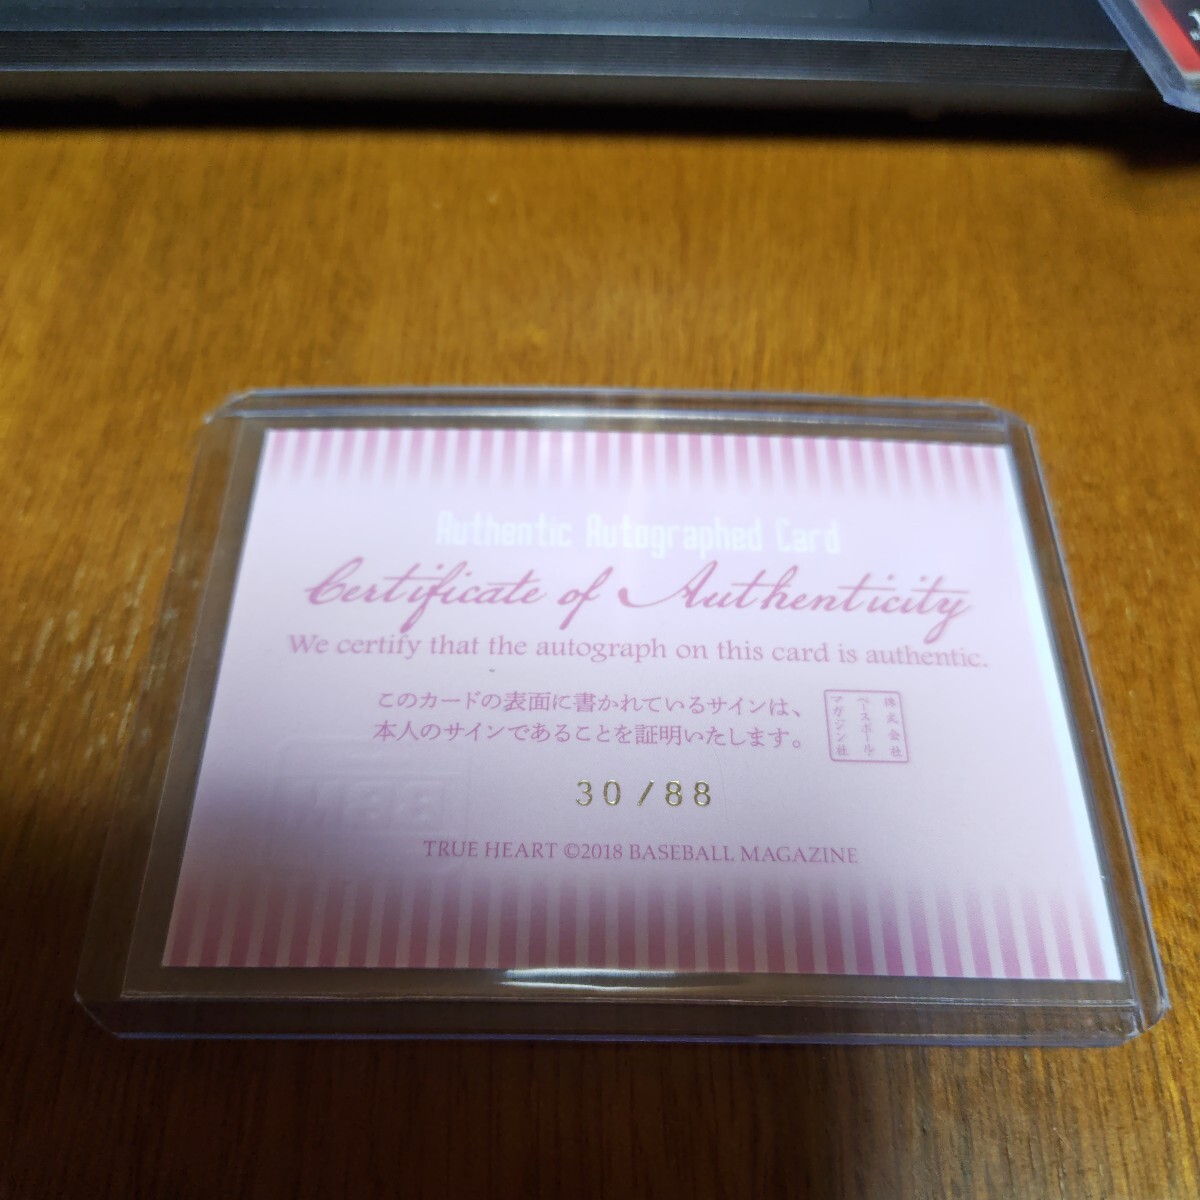 Authentic Autographed Card
Certificate of Authenticity
We certify that the autograph on this card is authentic.
このカードの表面に書かれているサインは、
本人のサインであることを証明いたします。
株式会社
ベースボール・
マガジン社
30/88
TRUE HEART ©2018 BASEBALL MAGAZINE